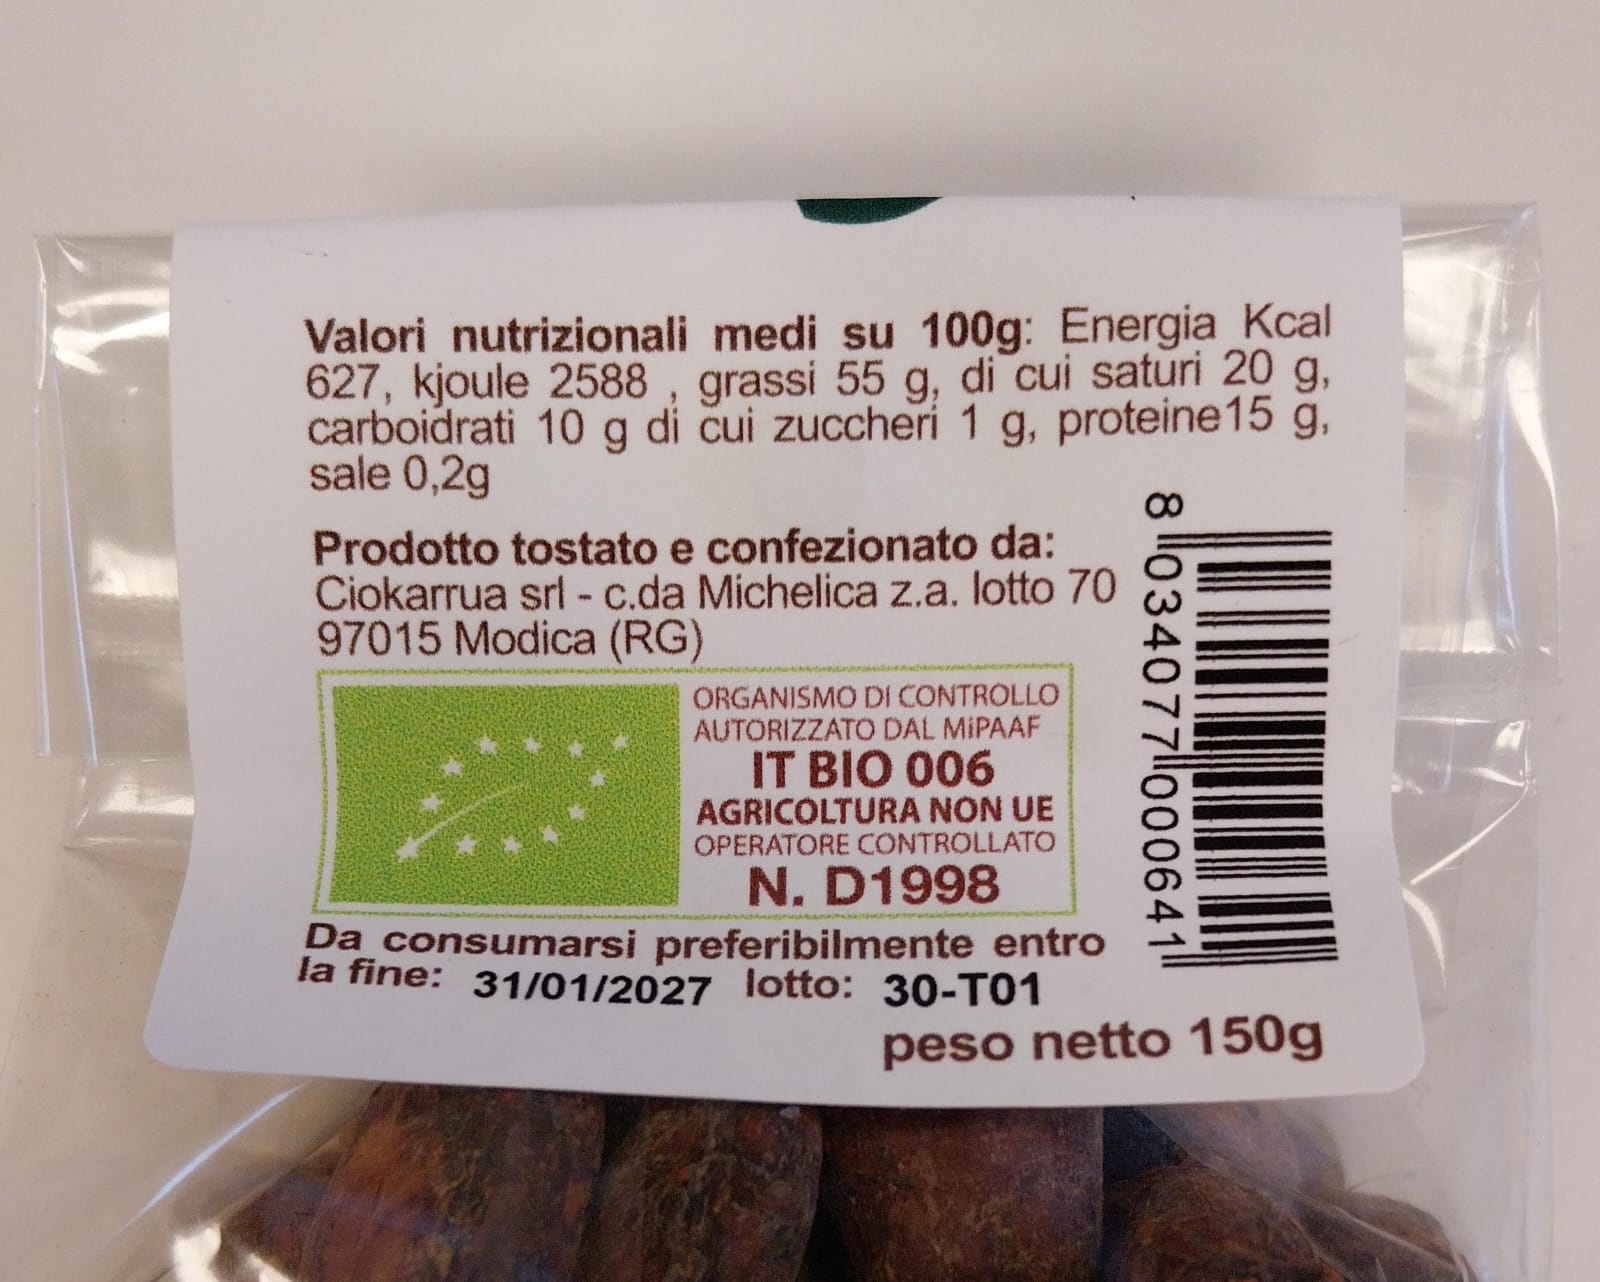 Valori nutrizionali medi su 100g: Energia Kcal
627, kjoule 2588 , grassi 55 g, di cui saturi 20 g,
carboidrati 10 g di cui zuccheri 1 g, proteine15 g,
sale 0,2g
Prodotto tostato e confezionato da:
Ciokarrua srl - c.da Michelica z.a. lotto 70
97015 Modica (RG)
ORGANISMO DI CONTROLLO
AUTORIZZATO DAL MiPAAF
IT BIO 006
AGRICOLTURA NON UE
OPERATORE CONTROLLATO
N. D1998
Da consumarsi preferibilmente entro
la fine: 31/01/2027 lotto: 30-T01
peso netto 150g
8 034077 000641